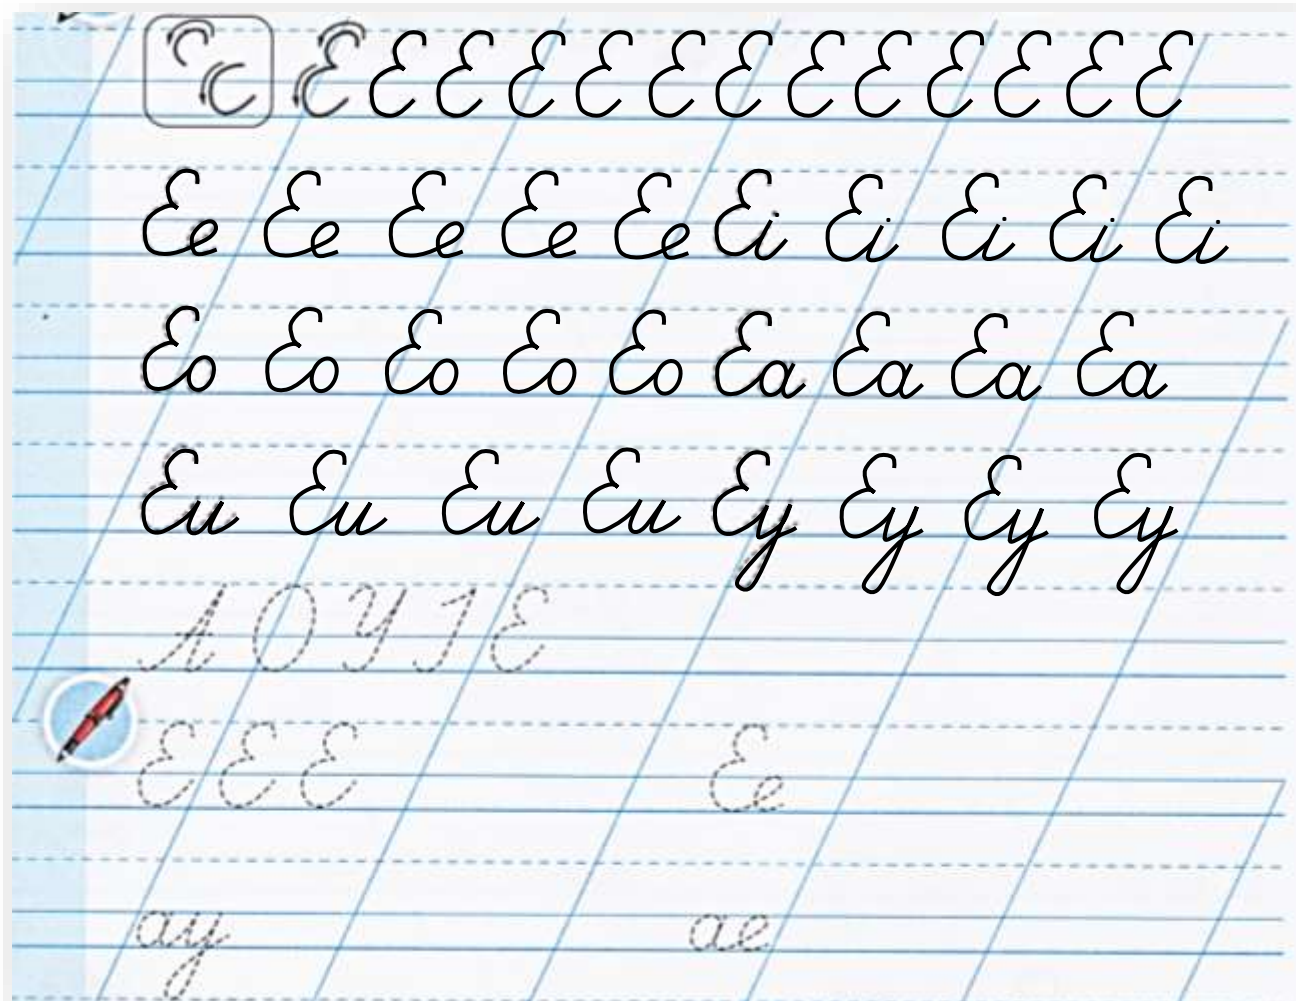 Е Е Е Е Е Е Е Е Е Е Е Е Е
Ее Ее Ее Ее Ее Еі Еі Еі Еі Еі
Ео Ео Ео Ео Ео Еа Еа Еа Еа
Еи Еи Еи Еи Еу Еу Еу Еу
А О У І Е
Е Е Е Ее
ау ае